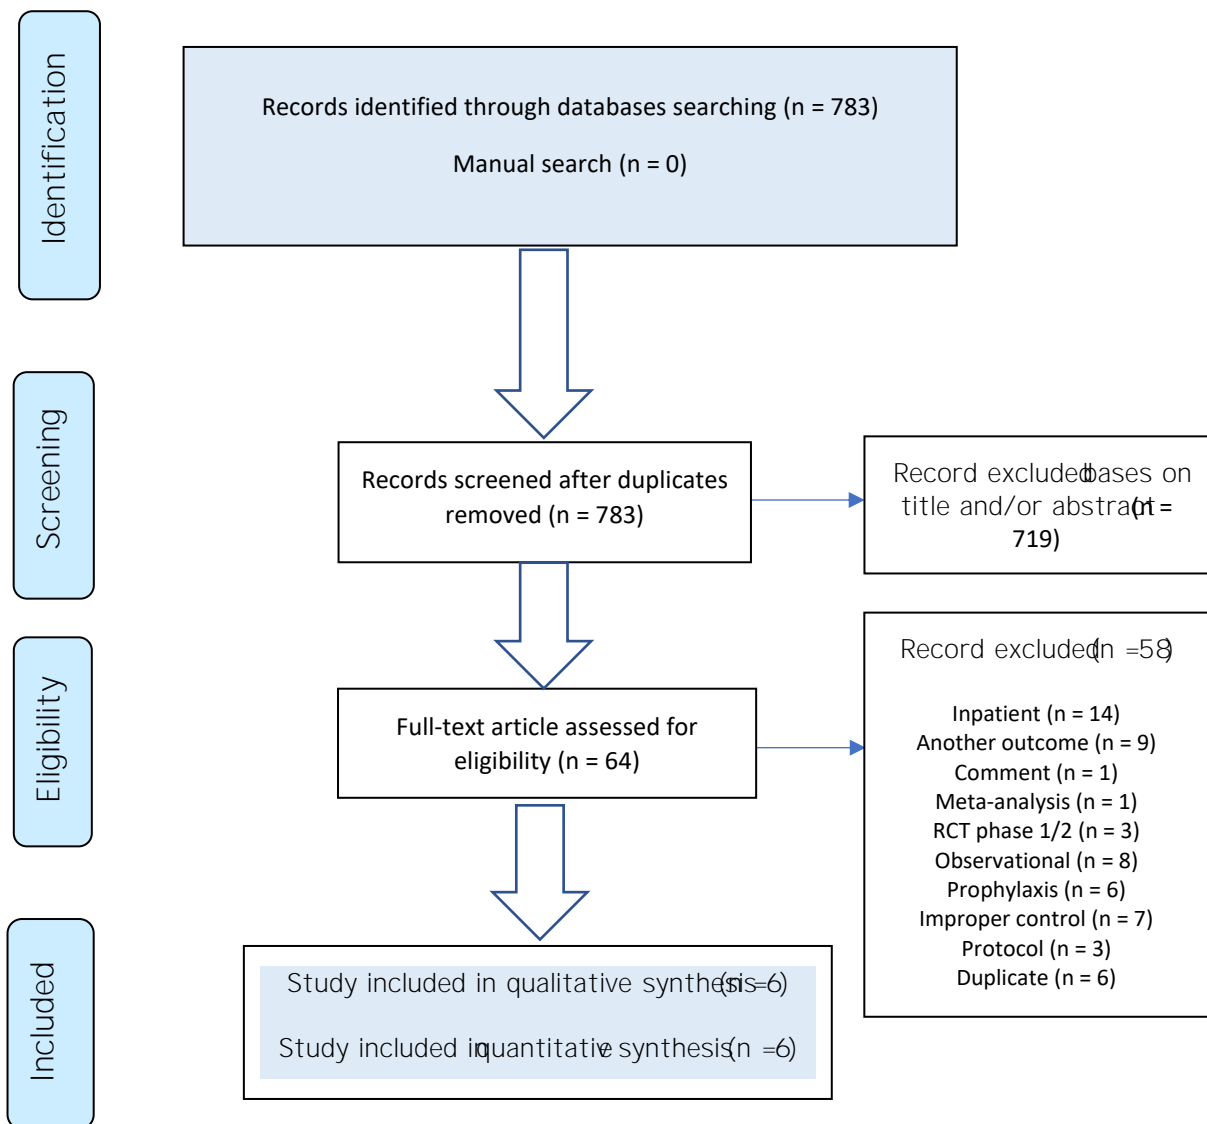 Identification
Records identified through databases searching (n = 783)
Manual search (n = 0)
Screening
Records screened after duplicates
removed (n = 783)
Record excluded bases on
title and/or abstract (n =
719)
Eligibility
Full-text article assessed for
eligibility (n = 64)
Record excluded (n =58)
Inpatient (n = 14)
Another outcome (n = 9)
Comment (n = 1)
Meta-analysis (n = 1)
RCT phase 1/2 (n = 3)
Observational (n = 8)
Prophylaxis (n = 6)
Improper control (n = 7)
Protocol (n = 3)
Duplicate (n = 6)
Included
Study included in qualitative synthesis (n =6)
Study included in quantitative synthesis (n =6)